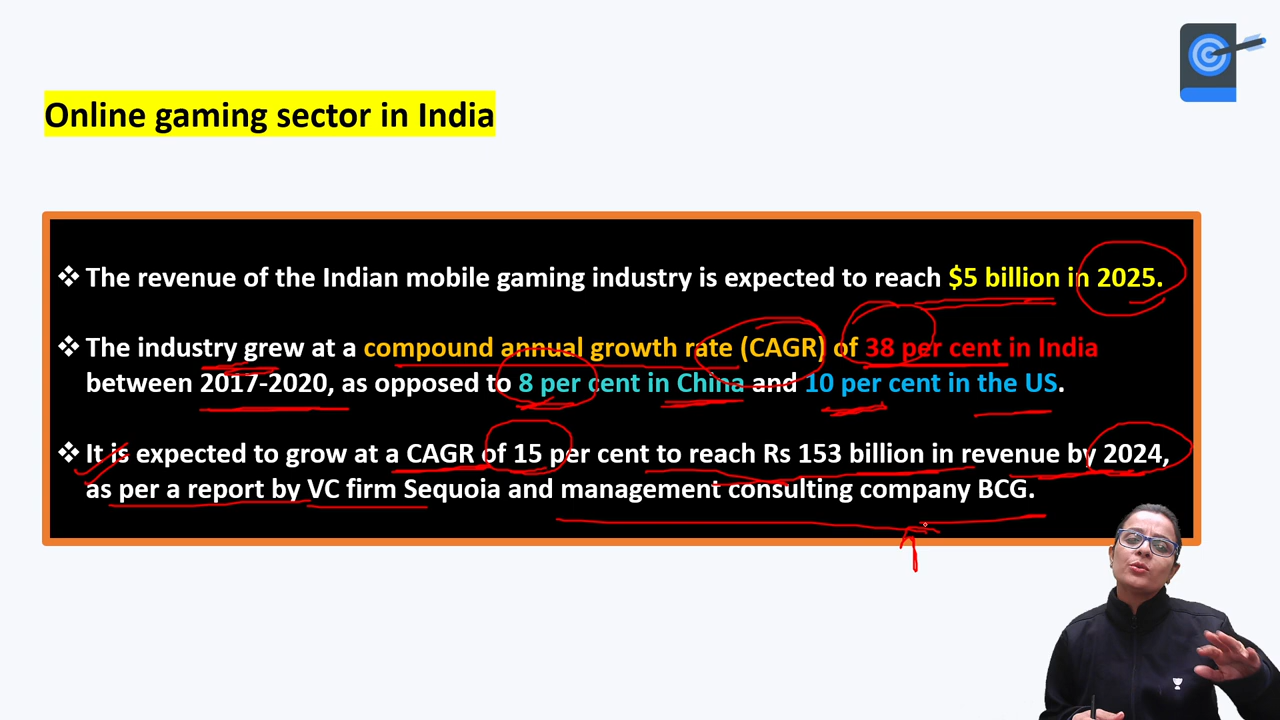 Online gaming sector in India
❖ The revenue of the Indian mobile gaming industry is expected to reach $5 billion in 2025.
❖ The industry grew at a compound annual growth rate (CAGR) of 38 per cent in India
between 2017-2020, as opposed to 8 per cent in China and 10 per cent in the US.
❖ It is expected to grow at a CAGR of 15 per cent to reach Rs 153 billion in revenue by 2024,
as per a report by VC firm Sequoia and management consulting company BCG.